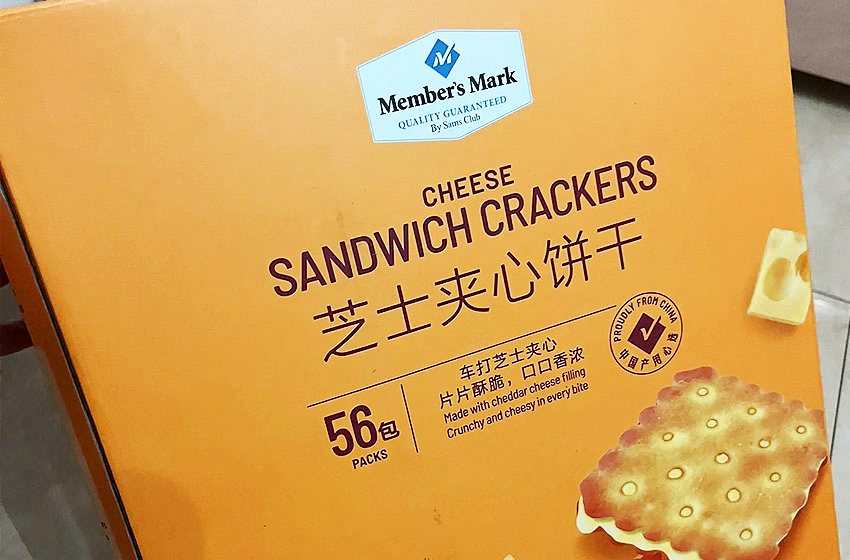 Member's Mark
QUALITY GUARANTEED
By Sams Club
CHEESE
SANDWICH CRACKERS
芝士夹心饼干
PROUDLY FROM CHINA
中国产用心选
车打芝士夹心
片片酥脆，口口香浓
Made with cheddar cheese filling
Crunchy and cheesy in every bite
56包
PACKS